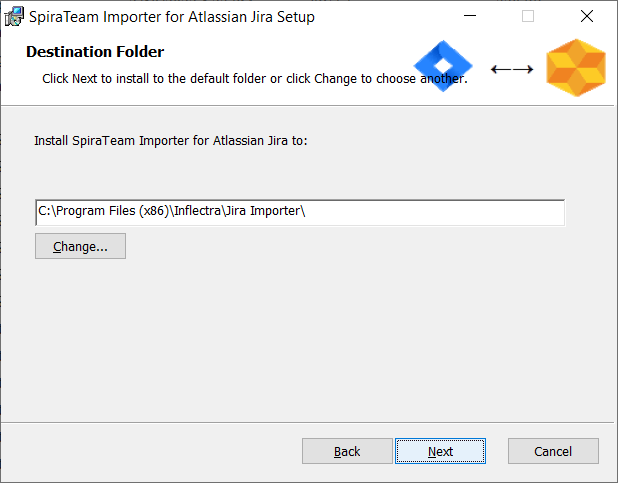 SpiraTeam Importer for Atlassian Jira Setup
Destination Folder
Click Next to install to the default folder or click Change to choose another.
Install SpiraTeam Importer for Atlassian Jira to:
C:\Program Files (x86)\Inflectra\Jira Importer\
Change...
Back Next Cancel